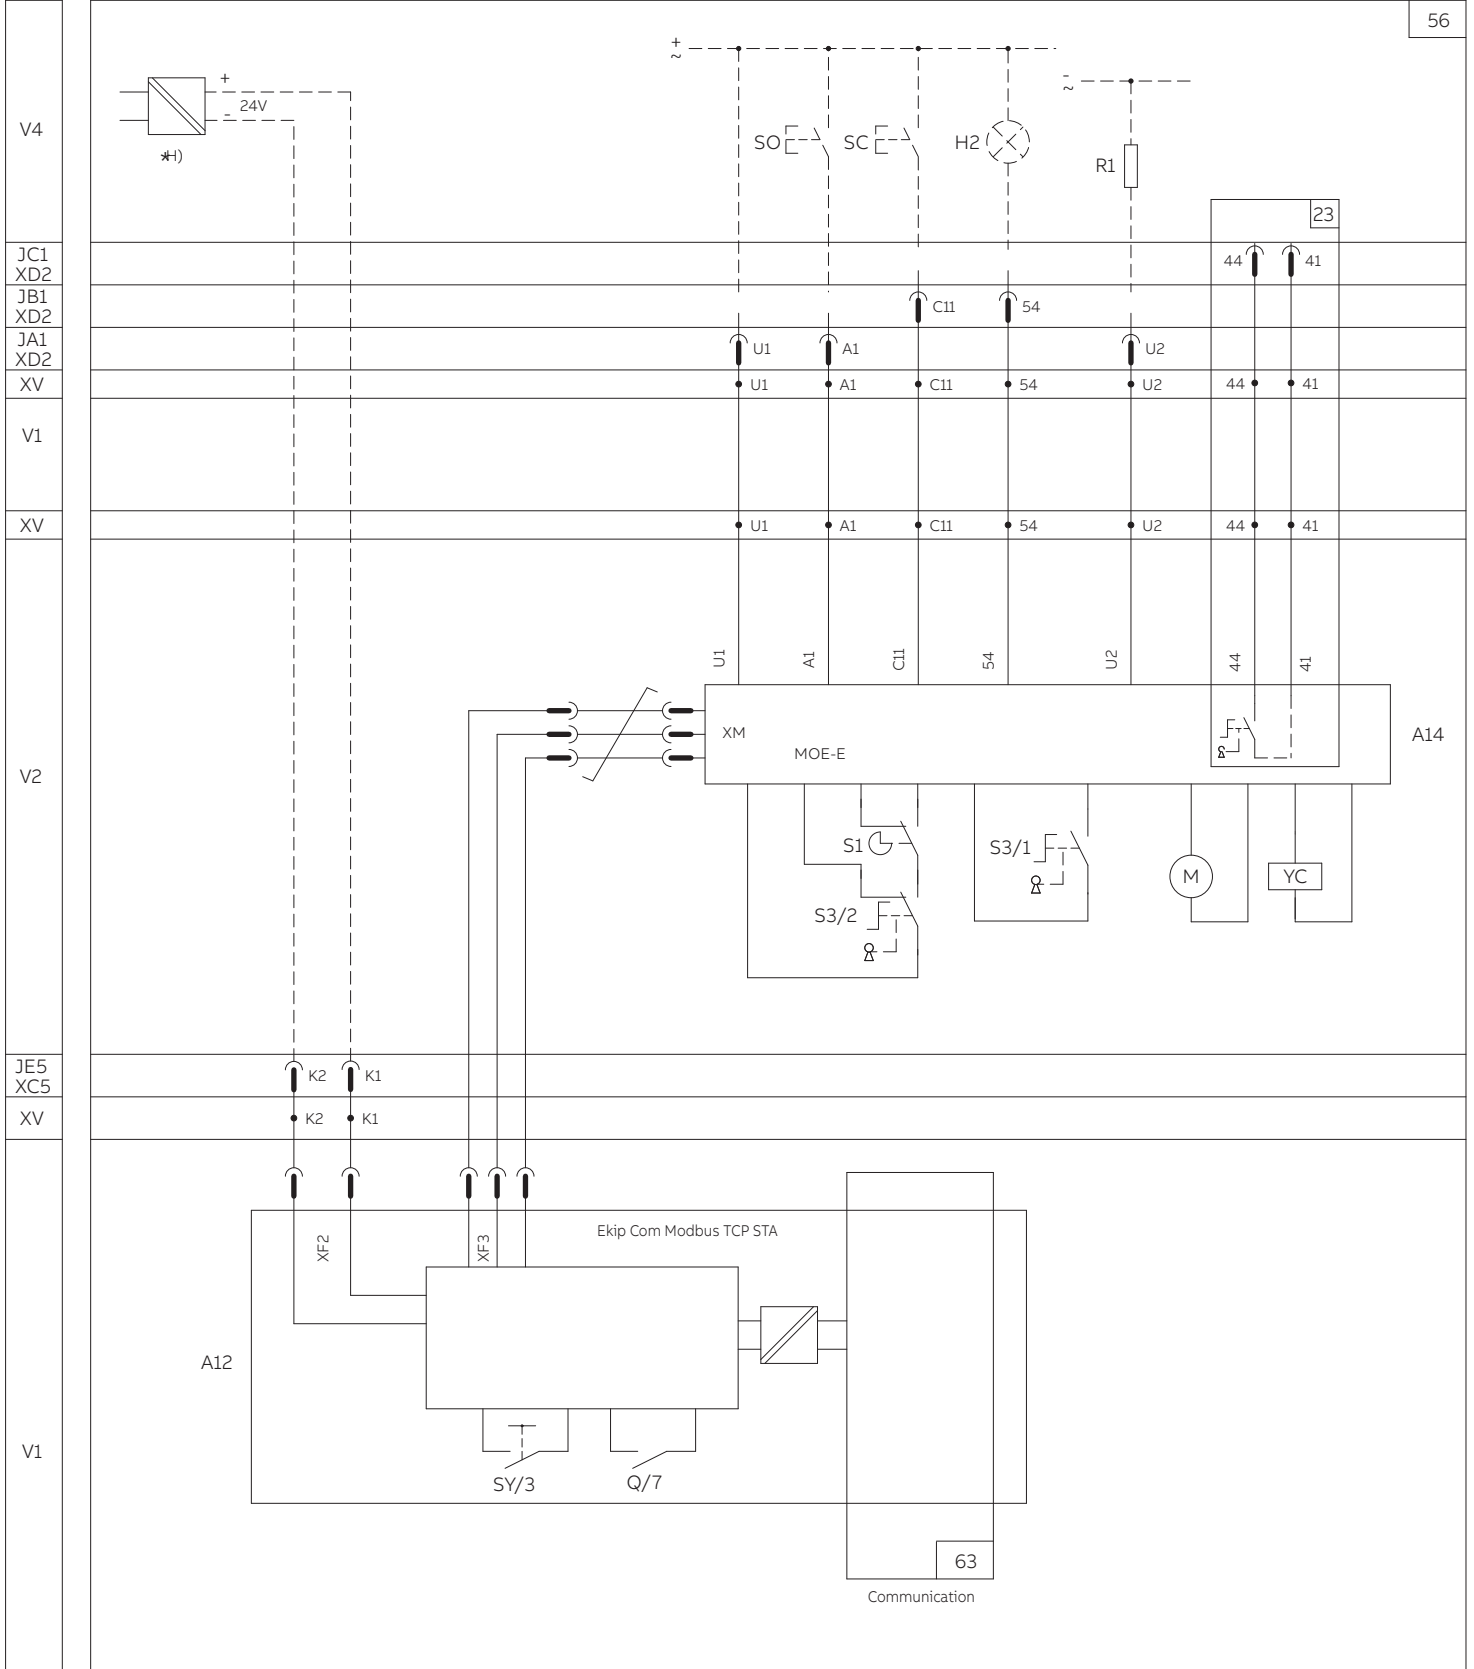 56
+
~
-
~
+
24V
-
V4
*H)
SO
SC
H2
R1
23
JC1
XD2
44
41
JB1
XD2
C11
54
JA1
XD2
U1
A1
U2
XV
U1
A1
C11
54
U2
44
41
V1
XV
U1
A1
C11
54
U2
44
41
U1
A1
C11
54
U2
44
41
XM
MOE-E
A14
V2
S1
S3/1
M
YC
S3/2
JE5
XC5
K2
K1
XV
K2
K1
XF2
XF3
Ekip Com Modbus TCP STA
A12
V1
SY/3
Q/7
63
Communication